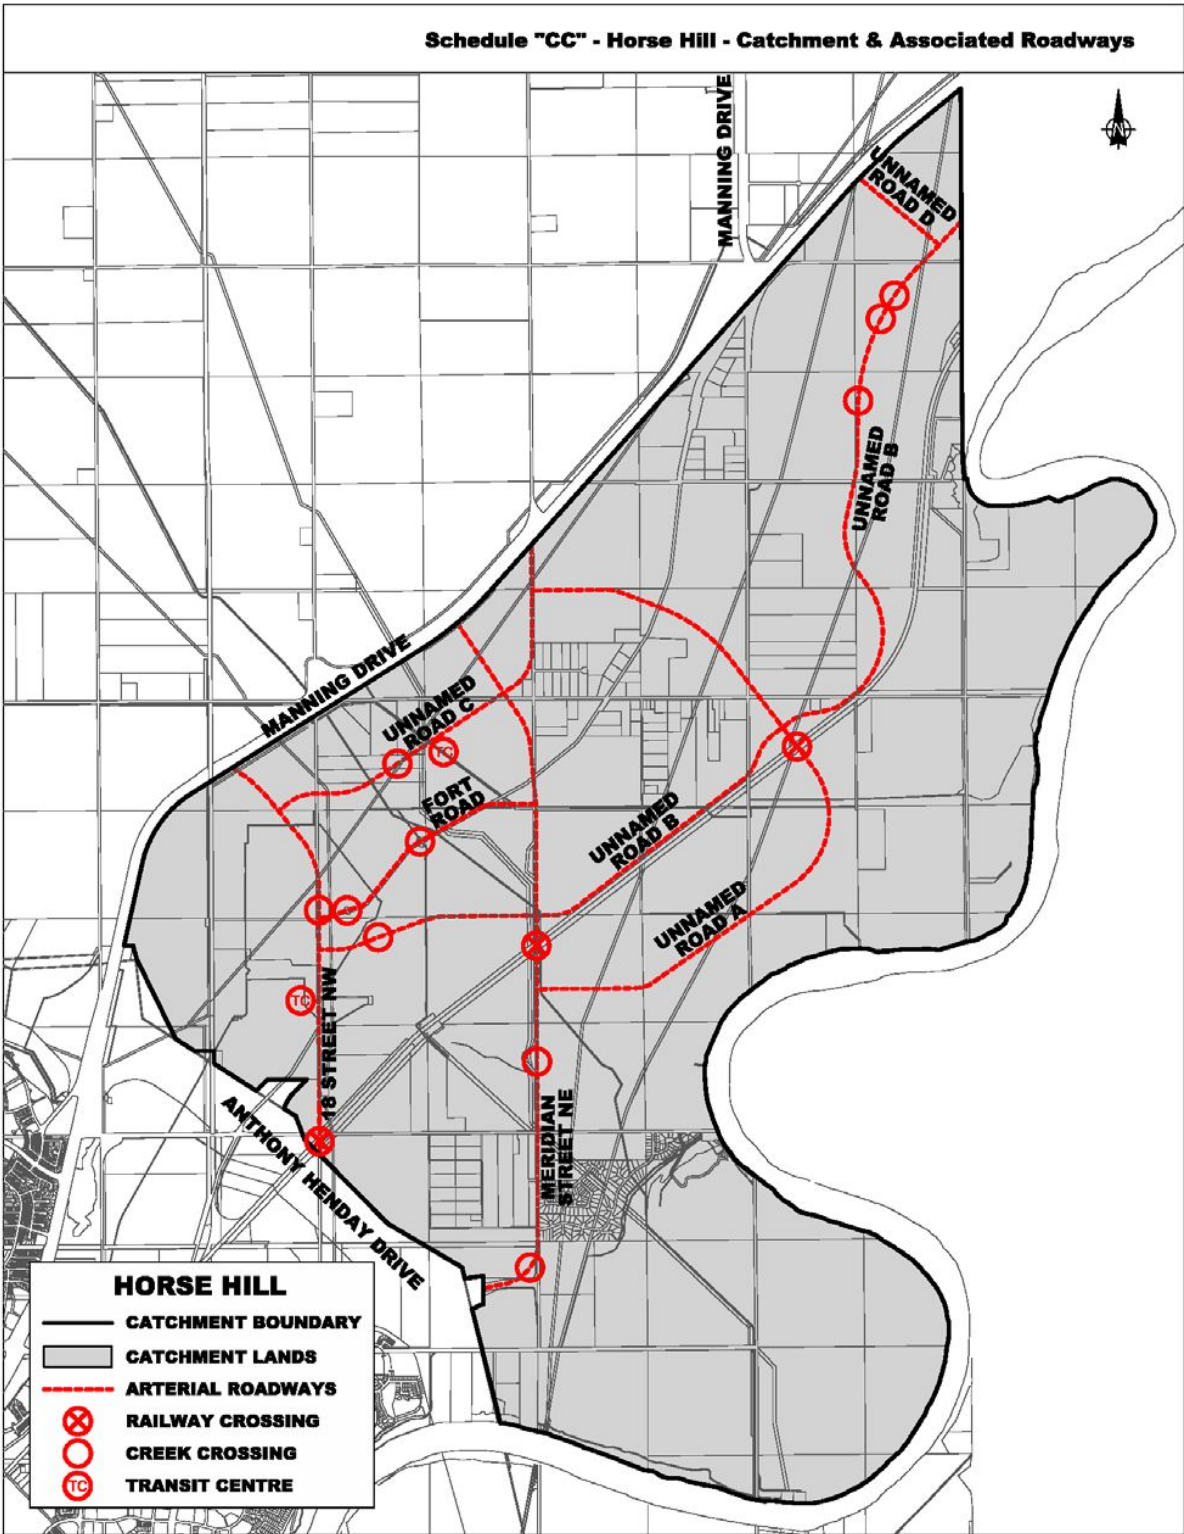 Schedule "CC" - Horse Hill - Catchment & Associated Roadways
MANNING DRIVE
N
UNNAMED
ROAD D
UNNAMED
ROAD B
MANNING DRIVE
UNNAMED
ROAD C
TC
FORT
ROAD
UNNAMED
ROAD B
UNNAMED
ROAD A
TC
18 STREET NW
MERIDIAN
STREET NE
ANTHONY HENDAY DRIVE
HORSE HILL
CATCHMENT BOUNDARY
CATCHMENT LANDS
ARTERIAL ROADWAYS
RAILWAY CROSSING
CREEK CROSSING
TC TRANSIT CENTRE